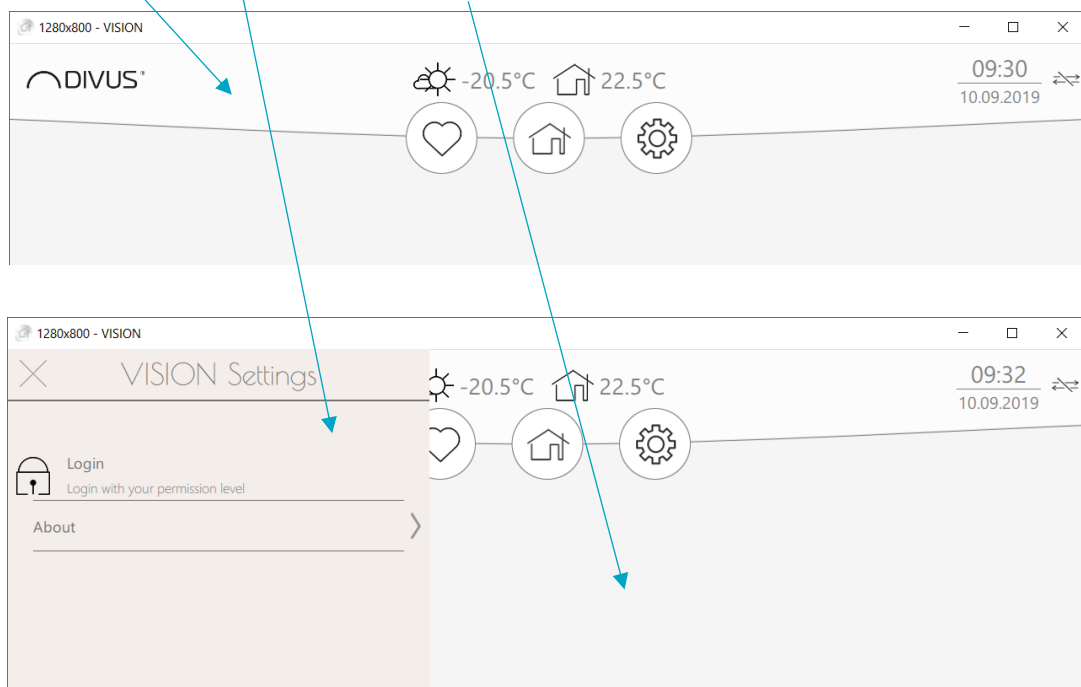 1280x800 - VISION
DIVUS
-20.5°C 22.5°C
09:30
10.09.2019
1280x800 - VISION
VISION Settings
-20.5°C 22.5°C
09:32
10.09.2019
Login
Login with your permission level
About